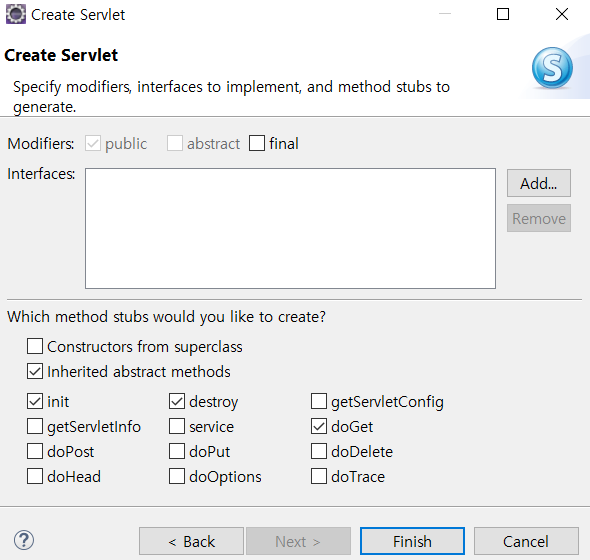 Create Servlet
Create Servlet
Specify modifiers, interfaces to implement, and method stubs to
generate.
Modifiers: public abstract final
Interfaces:
Add...
Remove
Which method stubs would you like to create?
Constructors from superclass
Inherited abstract methods
init destroy getServletConfig
getServletInfo service doGet
doPost doPut doDelete
doHead doOptions doTrace
? < Back Next > Finish Cancel